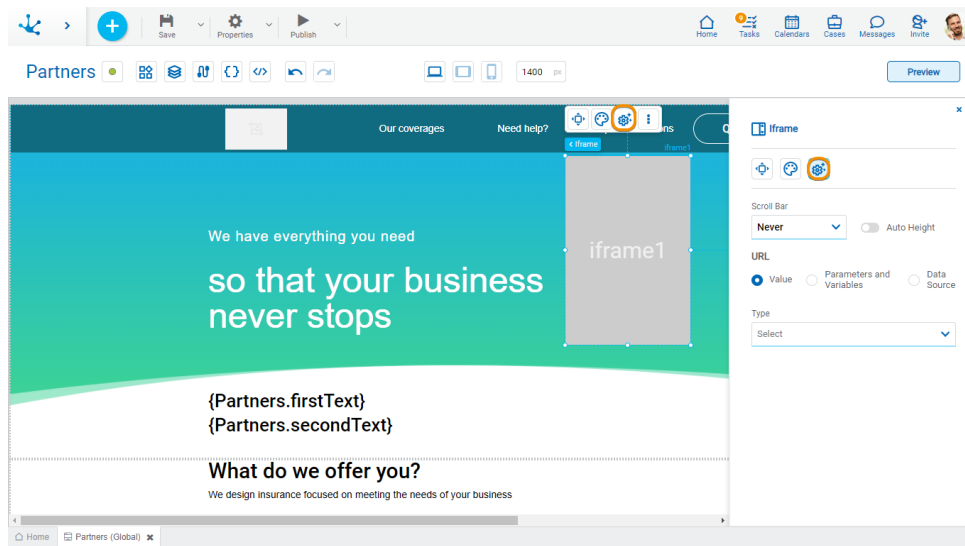 Save
Properties
Publish
Home
9
Tasks
Calendars
Cases
Messages
Invite
Partners
1400 px
Preview
Our coverages
Need help?
ns
Q
Iframe
iframe1
iframe1
We have everything you need
so that your business
never stops
{Partners.firstText}
{Partners.secondText}
What do we offer you?
We design insurance focused on meeting the needs of your business
Iframe
Scroll Bar
Never
Auto Height
URL
Value
Parameters and
Variables
Data
Source
Type
Select
Home
Partners (Global)